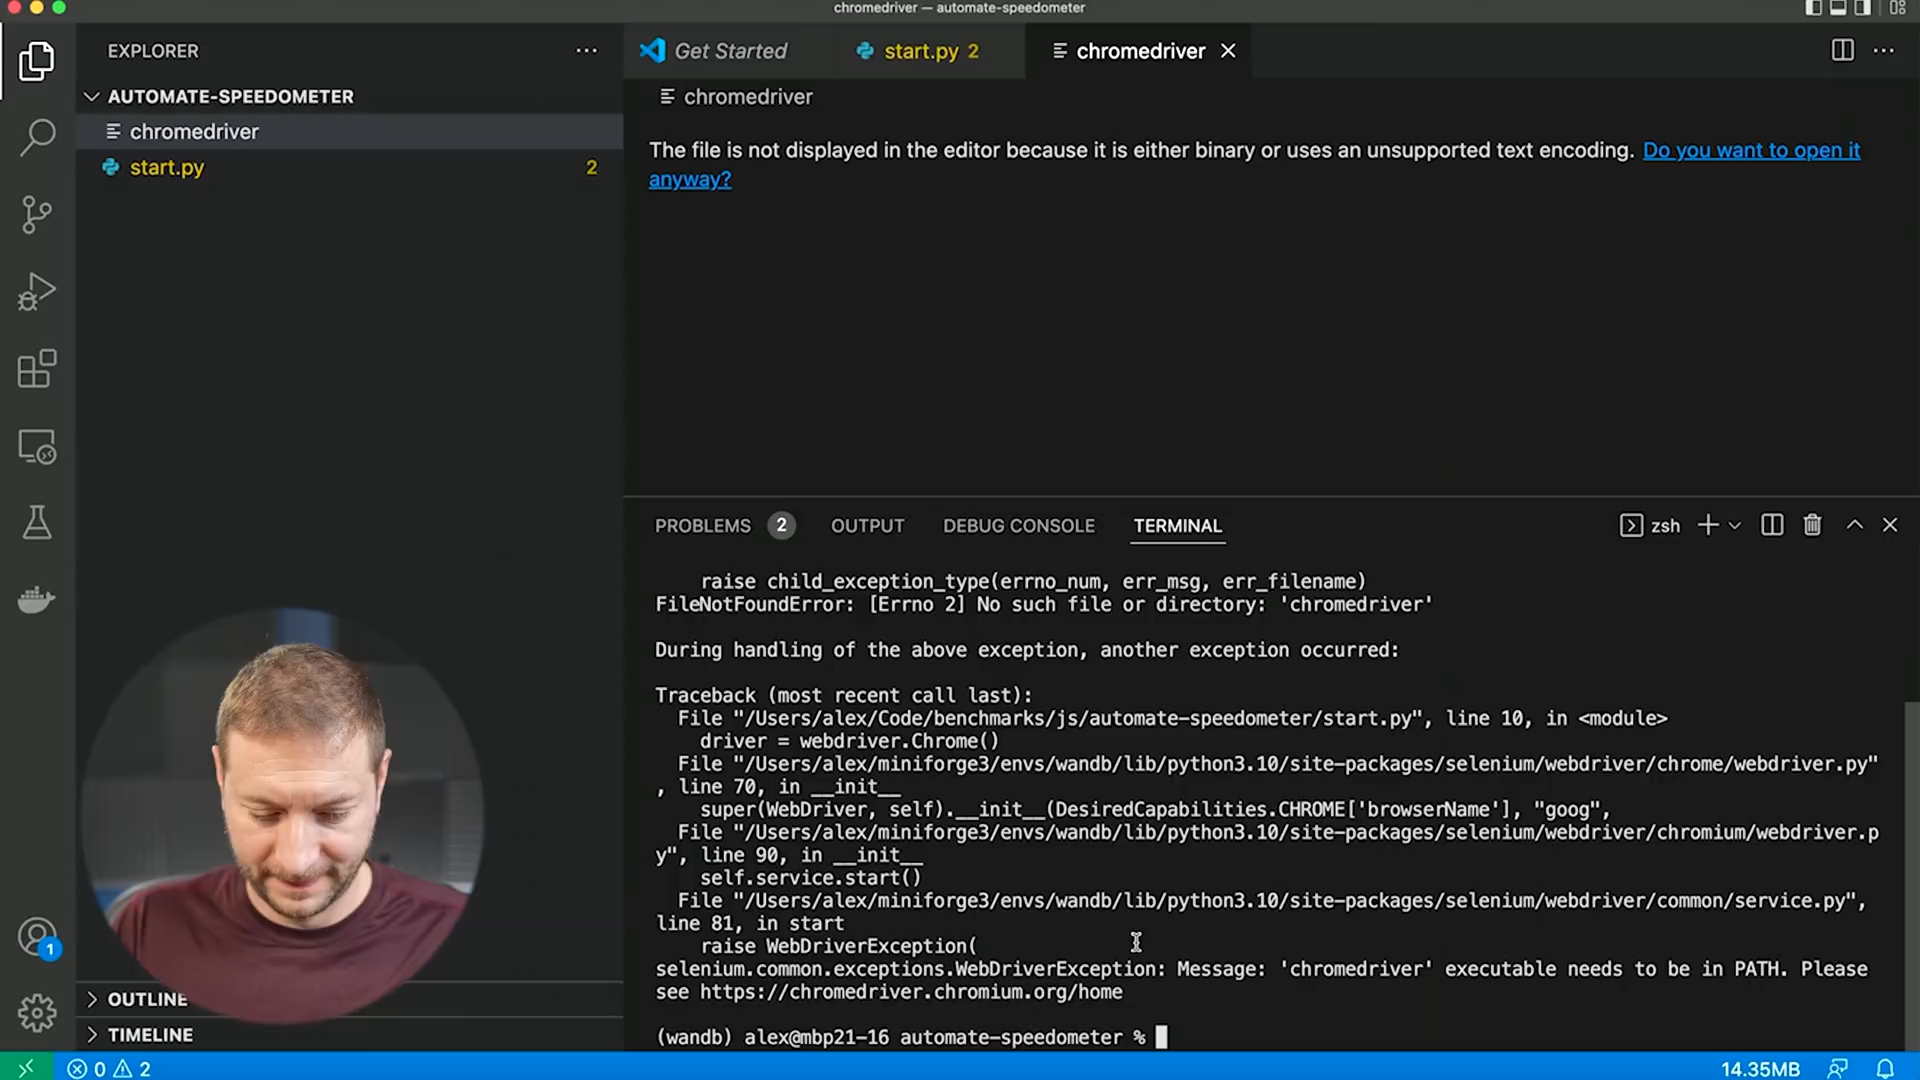 chromedriver — automate-speedometer
EXPLORER
Get Started
start.py 2
chromedriver
AUTOMATE-SPEEDOMETER
chromedriver
chromedriver
start.py
2
The file is not displayed in the editor because it is either binary or uses an unsupported text encoding. Do you want to open it
anyway?
PROBLEMS 2 OUTPUT DEBUG CONSOLE TERMINAL
zsh
raise child_exception_type(errno_num, err_msg, err_filename)
FileNotFoundError: [Errno 2] No such file or directory: 'chromedriver'
During handling of the above exception, another exception occurred:
Traceback (most recent call last):
File "/Users/alex/Code/benchmarks/js/automate-speedometer/start.py", line 10, in <module>
driver = webdriver.Chrome()
File "/Users/alex/miniforge3/envs/wandb/lib/python3.10/site-packages/selenium/webdriver/chrome/webdriver.py"
, line 70, in __init__
super(WebDriver, self).__init__(DesiredCapabilities.CHROME['browserName'], "goog",
File "/Users/alex/miniforge3/envs/wandb/lib/python3.10/site-packages/selenium/webdriver/chromium/webdriver.p
y", line 90, in __init__
self.service.start()
File "/Users/alex/miniforge3/envs/wandb/lib/python3.10/site-packages/selenium/webdriver/common/service.py",
line 81, in start
raise WebDriverException(
selenium.common.exceptions.WebDriverException: Message: 'chromedriver' executable needs to be in PATH. Please
see https://chromedriver.chromium.org/home
(wandb) alex@mbp21-16 automate-speedometer %
1
OUTLINE
TIMELINE
0 2
14.35MB